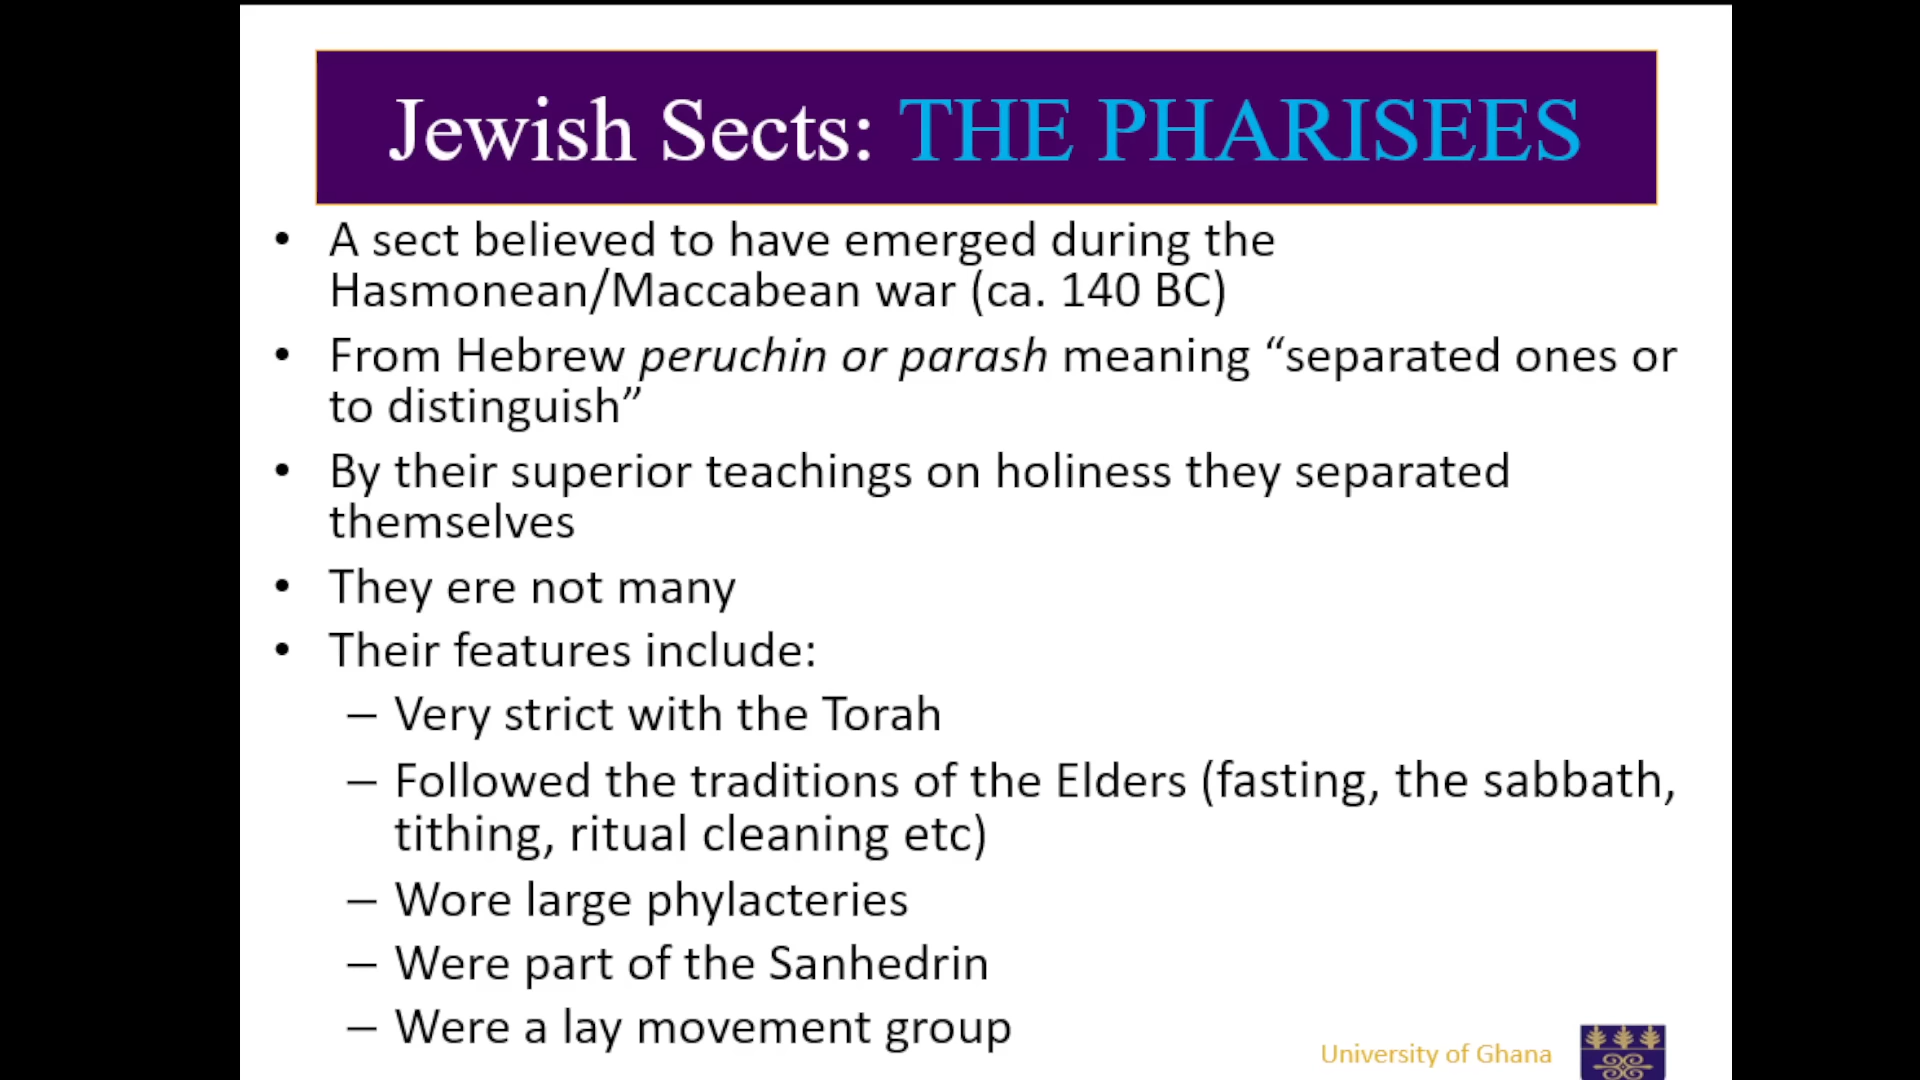 Jewish Sects: THE PHARISEES
• A sect believed to have emerged during the
Hasmonean/Maccabean war (ca. 140 BC)
• From Hebrew peruchin or parash meaning “separated ones or
to distinguish”
• By their superior teachings on holiness they separated
themselves
• They ere not many
• Their features include:
– Very strict with the Torah
– Followed the traditions of the Elders (fasting, the sabbath,
tithing, ritual cleaning etc)
– Wore large phylacteries
– Were part of the Sanhedrin
– Were a lay movement group
University of Ghana